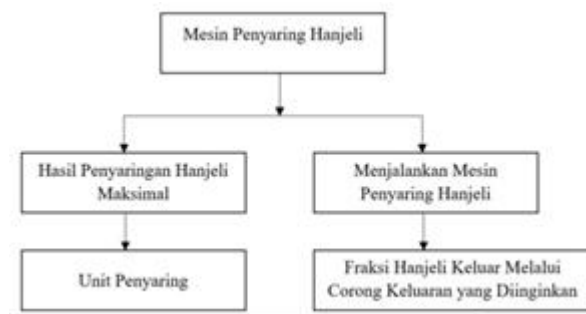 Mesin Penyaring Hanjeli
Hasil Penyaringan Hanjeli
Maksimal
Menjalankan Mesin
Penyaring Hanjeli
Unit Penyaring
Fraksi Hanjeli Keluar Melalui
Corong Keluaran yang Diinginkan